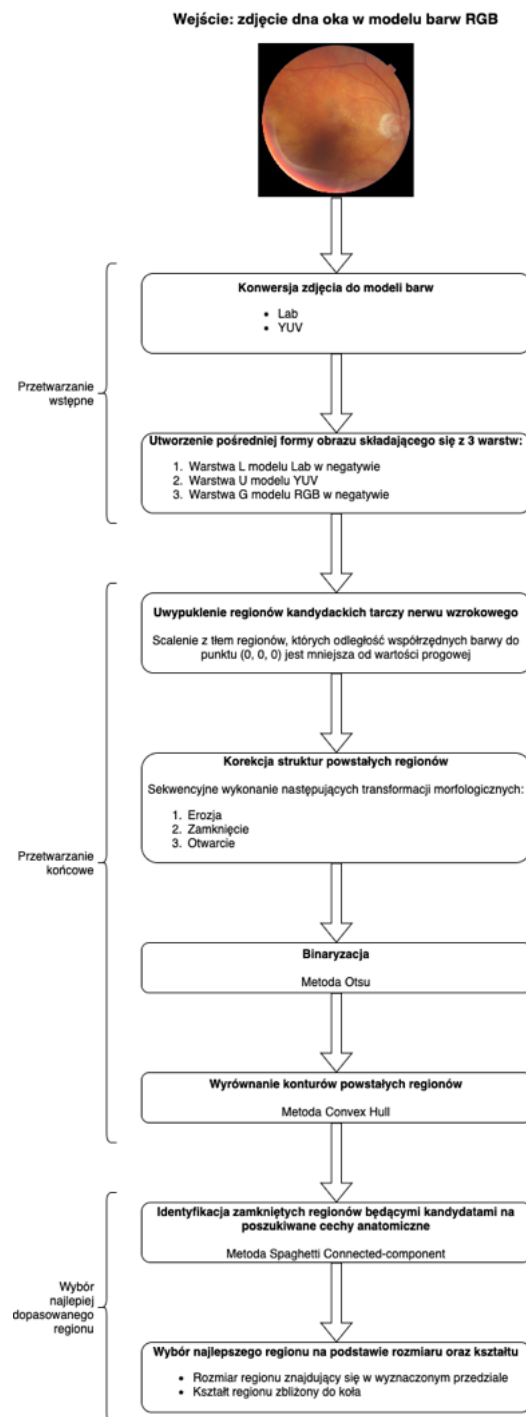 Wejście: zdjęcie dna oka w modelu barw RGB
Przetwarzanie
wstępne
Konwersja zdjęcia do modeli barw
• Lab
• YUV
Utworzenie pośredniej formy obrazu składającego się z 3 warstw:
1. Warstwa L modelu Lab w negatywie
2. Warstwa U modelu YUV
3. Warstwa G modelu RGB w negatywie
Przetwarzanie
końcowe
Uwypuklenie regionów kandydackich tarczy nerwu wzrokowego
Scalenie z tłem regionów, których odległość współrzędnych barwy do
punktu (0, 0, 0) jest mniejsza od wartości progowej
Korekcja struktur powstałych regionów
Sekwencyjne wykonanie następujących transformacji morfologicznych:
1. Erozja
2. Zamknięcie
3. Otwarcie
Binaryzacja
Metoda Otsu
Wyrównanie konturów powstałych regionów
Metoda Convex Hull
Wybór
najlepiej
dopasowanego
regionu
Identyfikacja zamkniętych regionów będącymi kandydatami na
poszukiwane cechy anatomiczne
Metoda Spaghetti Connected-component
Wybór najlepszego regionu na podstawie rozmiaru oraz kształtu
• Rozmiar regionu znajdujący się w wyznaczonym przedziale
• Kształt regionu zbliżony do koła